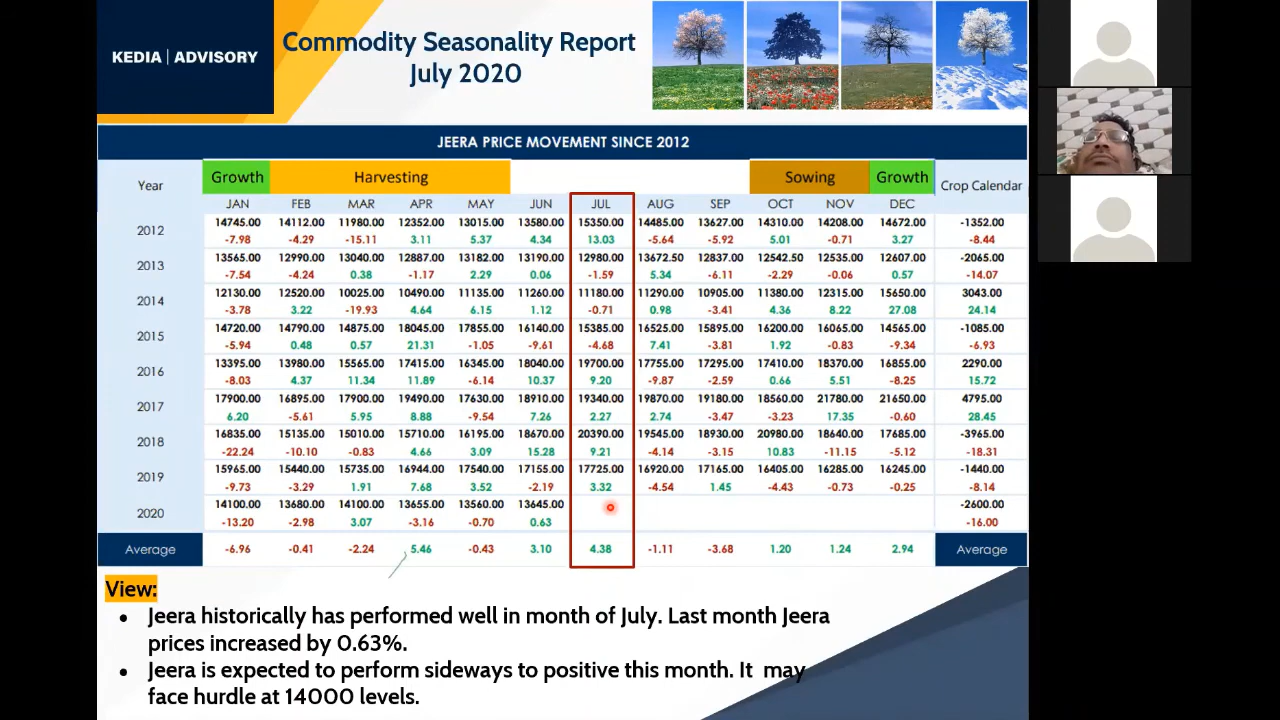 KEDIA | ADVISORY
Commodity Seasonality Report
July 2020
JEERA PRICE MOVEMENT SINCE 2012
Year Growth Harvesting Sowing Growth Crop Calendar
JAN FEB MAR APR MAY JUN JUL AUG SEP OCT NOV DEC
2012 14745.00 14112.00 11980.00 12352.00 13015.00 13580.00 15350.00 14485.00 13627.00 14310.00 14208.00 14672.00 -1352.00
-7.98 -4.29 -15.11 3.11 5.37 4.34 13.03 -5.64 -5.92 5.01 -0.71 3.27 -8.44
2013 13565.00 12990.00 13040.00 12887.00 13182.00 13190.00 12980.00 13672.50 12837.00 12542.50 12535.00 12607.00 -2065.00
-7.54 -4.24 0.38 -1.17 2.29 0.06 -1.59 5.34 -6.11 -2.29 -0.06 0.57 -14.07
2014 12130.00 12520.00 10025.00 10490.00 11135.00 11260.00 11180.00 11290.00 10905.00 11380.00 12315.00 15650.00 3043.00
-3.78 3.22 -19.93 4.64 6.15 1.12 -0.71 0.98 -3.41 4.36 8.22 27.08 24.14
2015 14720.00 14790.00 14875.00 18045.00 17855.00 16140.00 15385.00 16525.00 15895.00 16200.00 16065.00 14565.00 -1085.00
-5.94 0.48 0.57 21.31 -1.05 -9.61 -4.68 7.41 -3.81 1.92 -0.83 -9.34 -6.93
2016 13395.00 13980.00 15565.00 17415.00 16345.00 18040.00 19700.00 17755.00 17295.00 17410.00 18370.00 16855.00 2290.00
-8.03 4.37 11.34 11.89 -6.14 10.37 9.20 -9.87 -2.59 0.66 5.51 -8.25 15.72
2017 17900.00 16895.00 17900.00 19490.00 17630.00 18910.00 19340.00 19870.00 19180.00 18560.00 21780.00 21650.00 4795.00
6.20 -5.61 5.95 8.88 -9.54 7.26 2.27 2.74 -3.47 -3.23 17.35 -0.60 28.45
2018 16835.00 15135.00 15010.00 15710.00 16195.00 18670.00 20390.00 19545.00 18930.00 20980.00 18640.00 17685.00 -3965.00
-22.24 -10.10 -0.83 4.66 3.09 15.28 9.21 -4.14 -3.15 10.83 -11.15 -5.12 -18.31
2019 15965.00 15440.00 15735.00 16944.00 17540.00 17155.00 17725.00 16920.00 17165.00 16405.00 16285.00 16245.00 -1440.00
-9.73 -3.29 1.91 7.68 3.52 -2.19 3.32 -4.54 1.45 -4.43 -0.73 -0.25 -8.14
2020 14100.00 13680.00 14100.00 13655.00 13560.00 13645.00 -2600.00
-13.20 -2.98 3.07 -3.16 -0.70 0.63 -16.00
Average -6.96 -0.41 -2.24 5.46 -0.43 3.10 4.38 -1.11 -3.68 1.20 1.24 2.94 Average
View:
• Jeera historically has performed well in month of July. Last month Jeera
prices increased by 0.63%.
• Jeera is expected to perform sideways to positive this month. It may
face hurdle at 14000 levels.